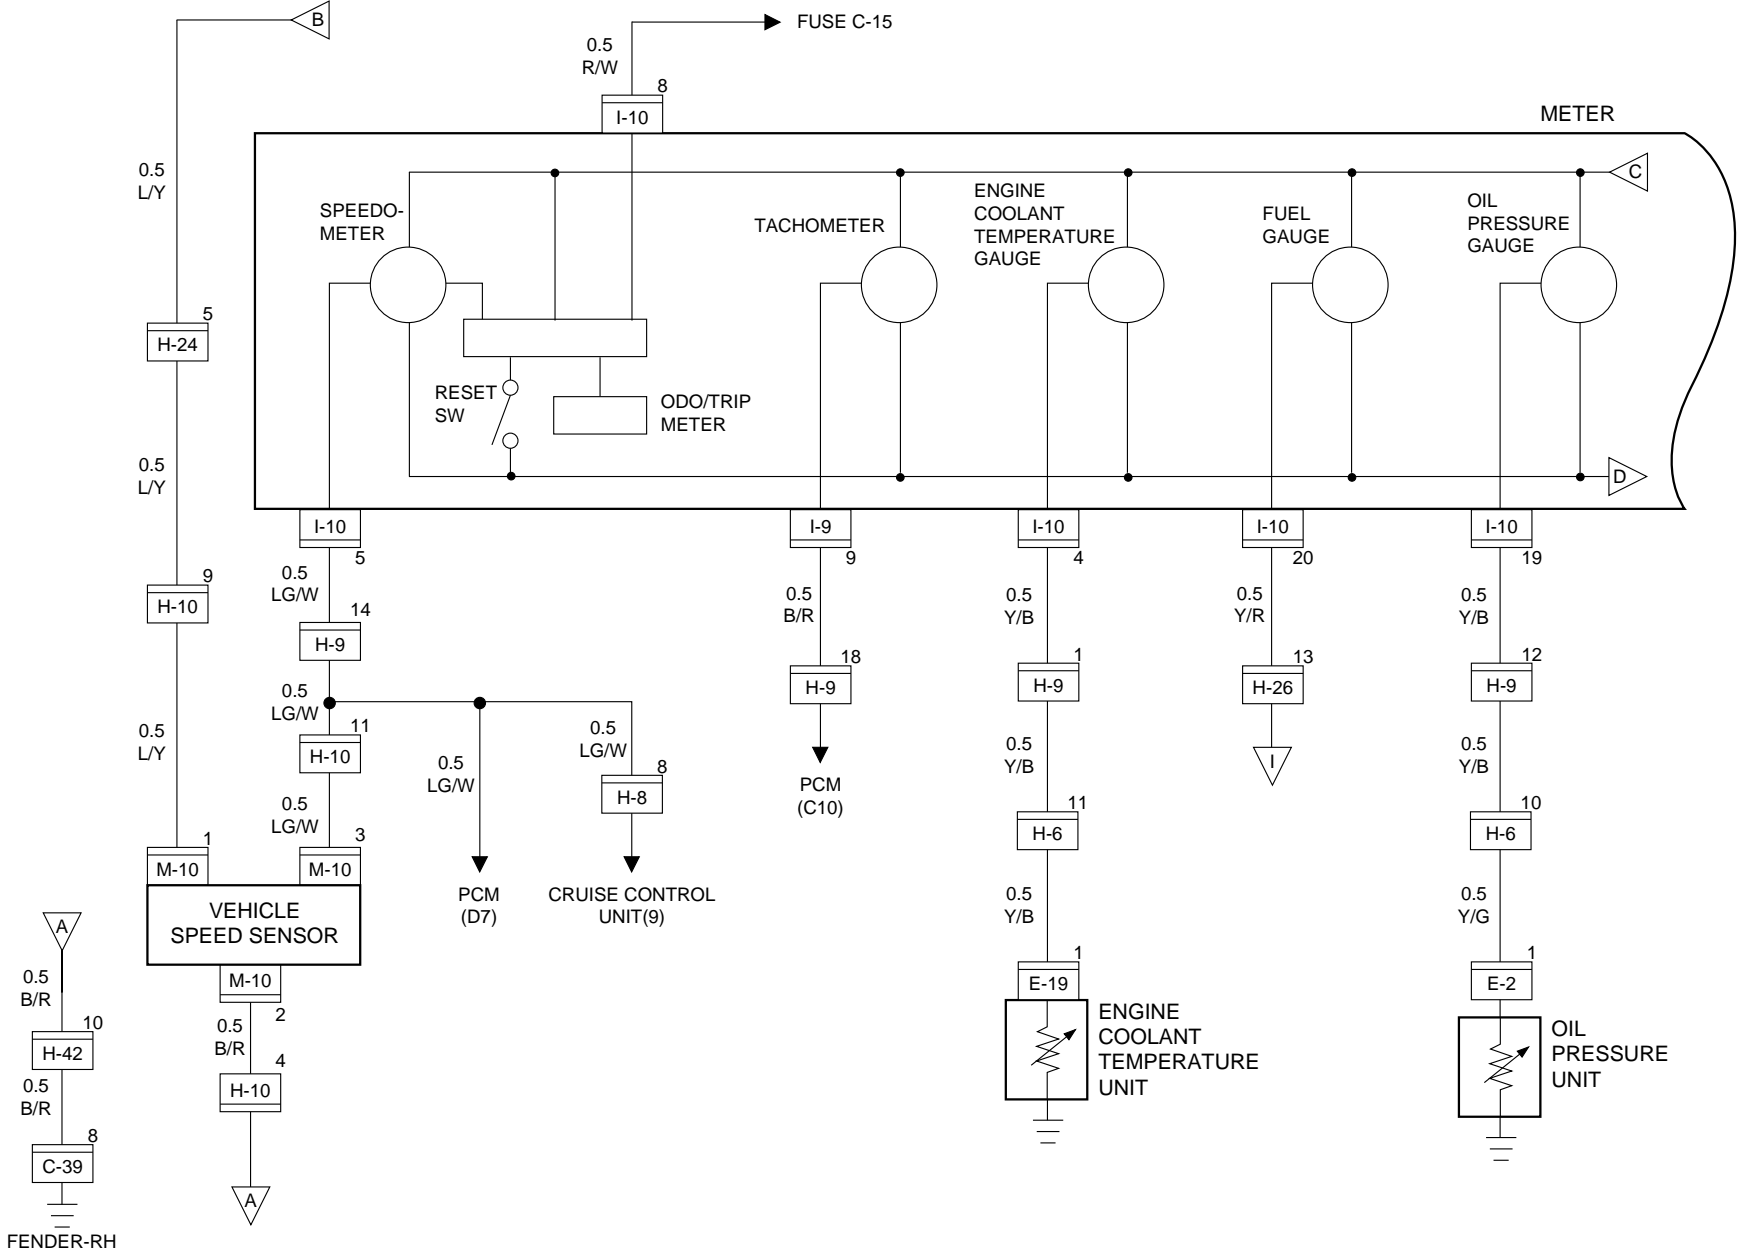 B
FUSE C-15
0.5
R/W
8
I-10
METER
0.5
L/Y
C
SPEEDO-
METER
TACHOMETER
ENGINE
COOLANT
TEMPERATURE
GAUGE
FUEL
GAUGE
OIL
PRESSURE
GAUGE
5
H-24
RESET
SW
ODO/TRIP
METER
0.5
L/Y
D
I-10
5
I-9
9
I-10
4
I-10
20
I-10
19
9
H-10
0.5
LG/W
0.5
B/R
0.5
Y/B
0.5
Y/R
0.5
Y/B
14
H-9
18
H-9
1
H-9
13
H-26
12
H-9
0.5
LG/W
0.5
L/Y
11
H-10
0.5
LG/W
0.5
LG/W
8
H-8
PCM
(C10)
0.5
Y/B
I
0.5
Y/B
0.5
LG/W
11
H-6
10
H-6
1
M-10
3
M-10
PCM
(D7)
CRUISE CONTROL
UNIT(9)
0.5
Y/B
0.5
Y/G
VEHICLE
SPEED SENSOR
A
0.5
B/R
M-10
2
1
E-19
1
E-2
10
H-42
0.5
B/R
ENGINE
COOLANT
TEMPERATURE
UNIT
OIL
PRESSURE
UNIT
4
H-10
0.5
B/R
8
C-39
A
FENDER-RH